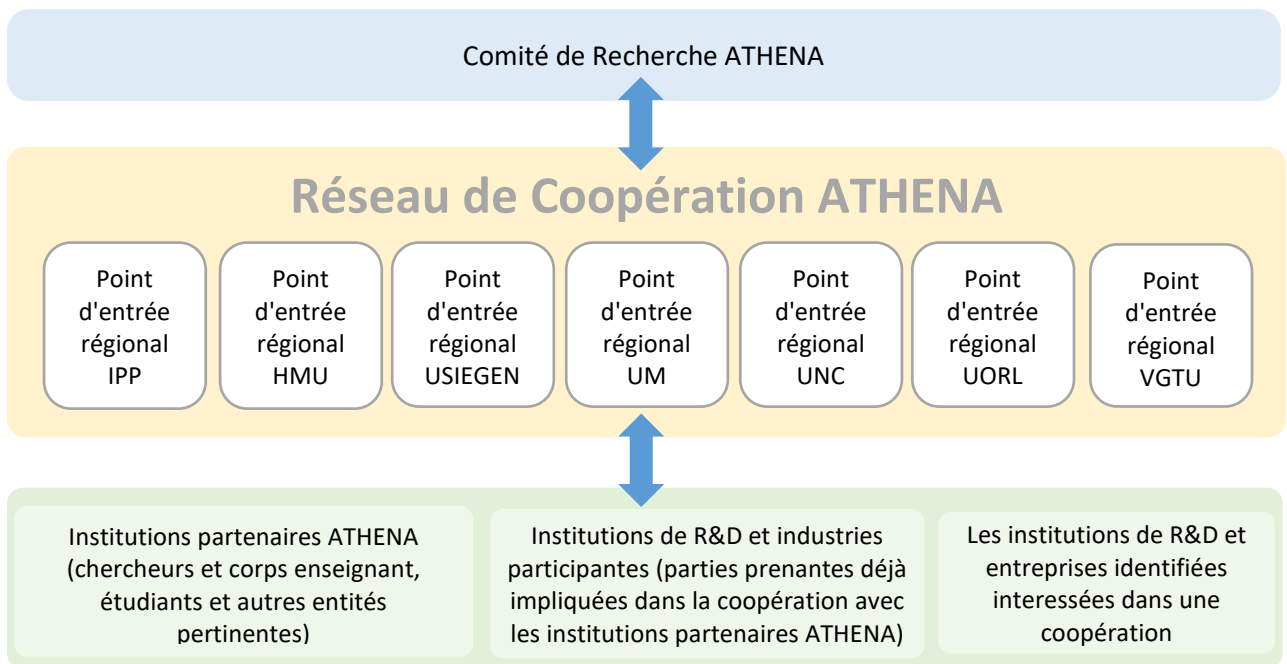 Comité de Recherche ATHENA
Réseau de Coopération ATHENA
Point
d'entrée
régional
IPP
Point
d'entrée
régional
HMU
Point
d'entrée
régional
USIEGEN
Point
d'entrée
régional
UM
Point
d'entrée
régional
UNC
Point
d'entrée
régional
UORL
Point
d'entrée
régional
VGTU
Institutions partenaires ATHENA
(chercheurs et corps enseignant,
étudiants et autres entités
pertinentes)
Institutions de R&D et industries
participantes (parties prenantes déjà
impliquées dans la coopération avec
les institutions partenaires ATHENA)
Les institutions de R&D et
entreprises identifiées
interessées dans une
coopération